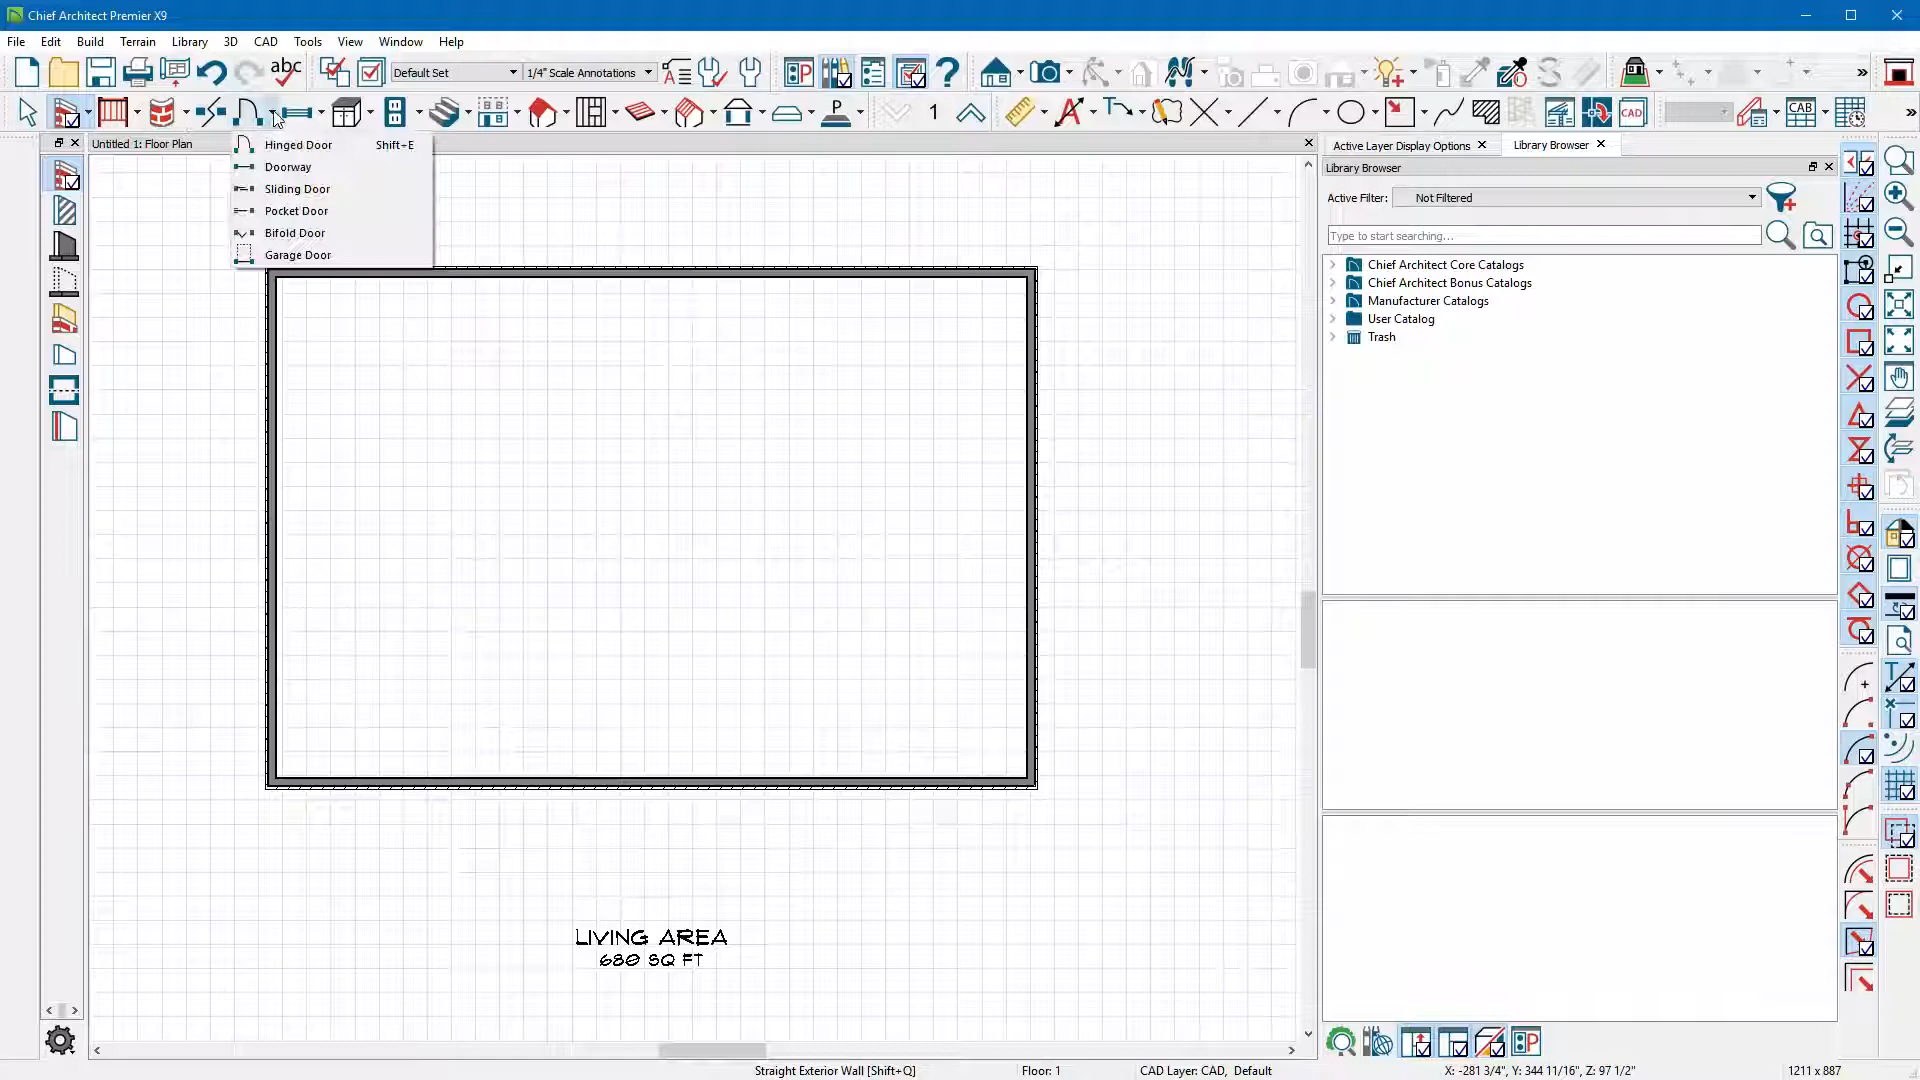 Chief Architect Premier X9
File Edit Build Terrain Library 3D CAD Tools View Window Help
abc Default Set 1/4" Scale Annotations
1 CAD CAB
Untitled 1: Floor Plan
Hinged Door Shift+E
Doorway
Sliding Door
Pocket Door
Bifold Door
Garage Door
Active Layer Display Options Library Browser
Library Browser
Active Filter: Not Filtered
Type to start searching...
Chief Architect Core Catalogs
Chief Architect Bonus Catalogs
Manufacturer Catalogs
User Catalog
Trash
LIVING AREA
680 SQ FT
Straight Exterior Wall [Shift+Q] Floor: 1 CAD Layer: CAD, Default X: -281 3/4", Y: 344 11/16", Z: 97 1/2" 1211 x 887